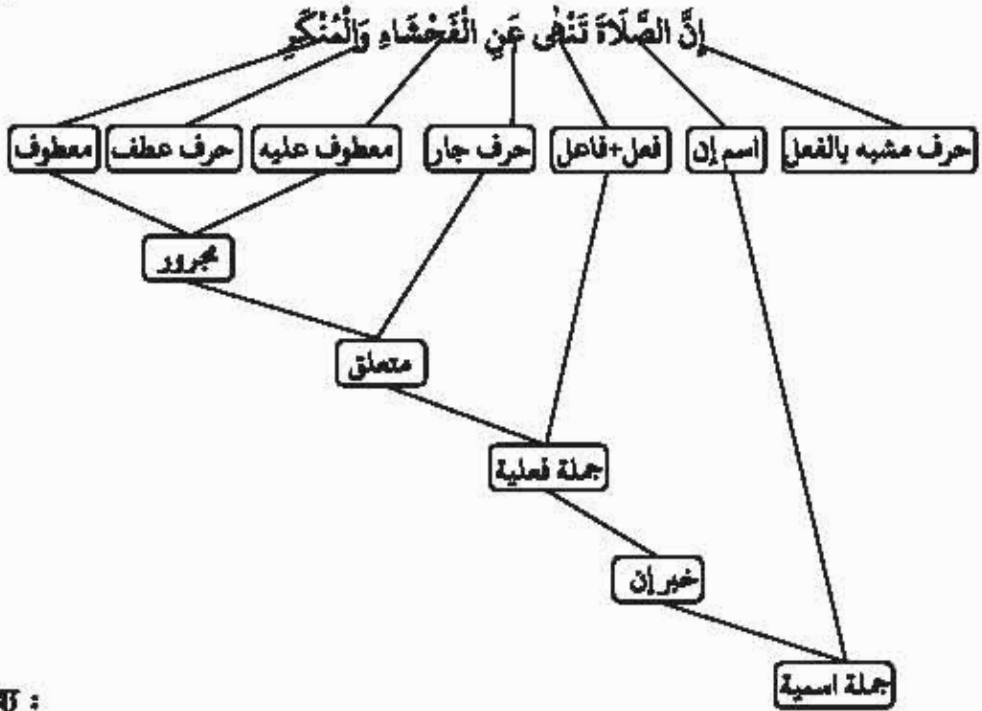 إِنَّ الصَّلَاةَ تَنْهٰى عَنِ الْفَحْشَاءِ وَالْمُنْكَرِ
حرف مشبه بالفعل اسم إن فعل+فاعل حرف جار معطوف عليه حرف عطف معطوف
مجرور
متعلق
جملة فعلية
خبر إن
جملة اسمية